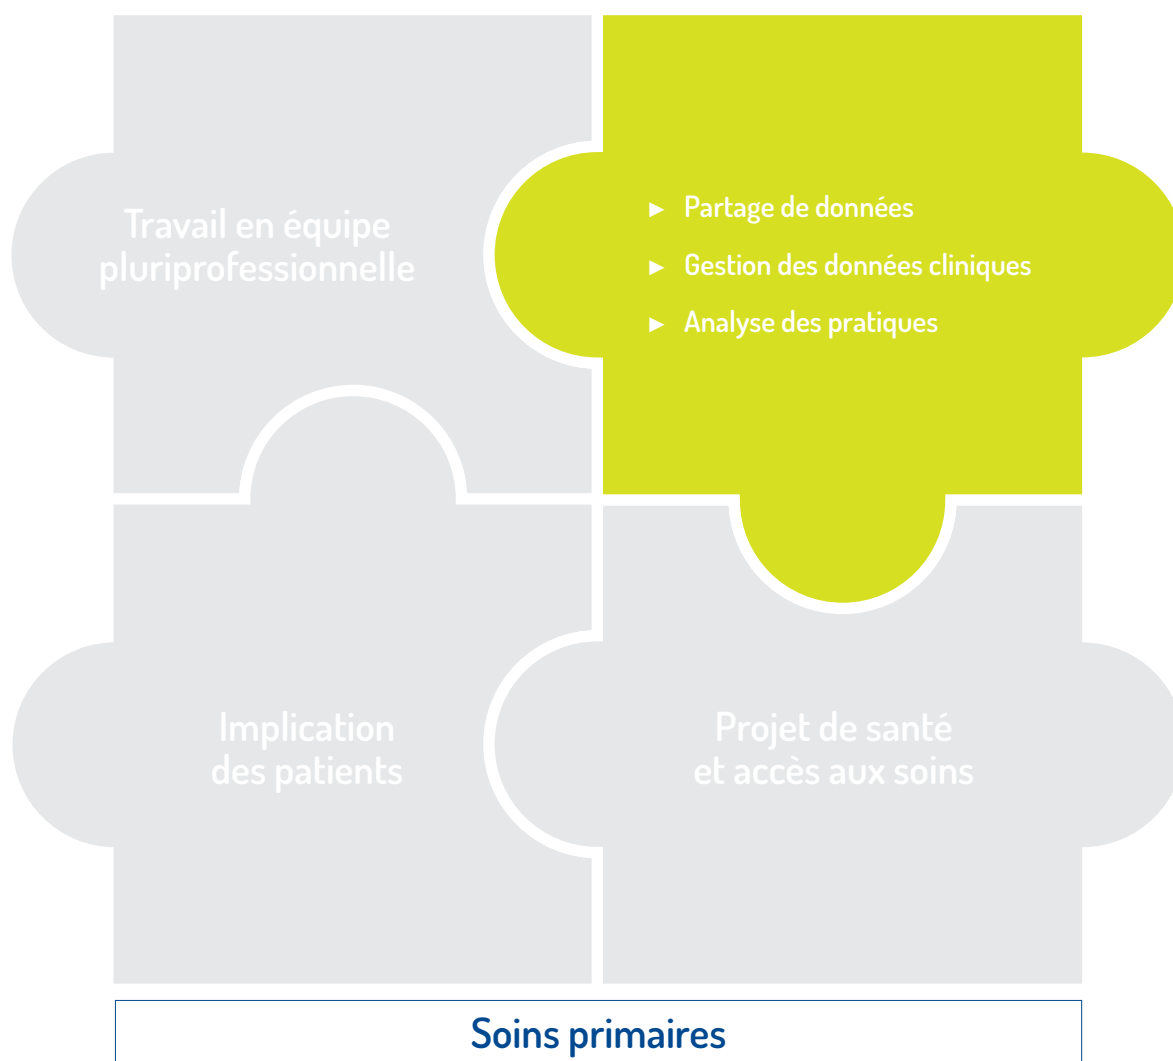 Travail en équipe
pluriprofessionnelle
► Partage de données
► Gestion des données cliniques
► Analyse des pratiques
Implication
des patients
Projet de santé
et accès aux soins
Soins primaires